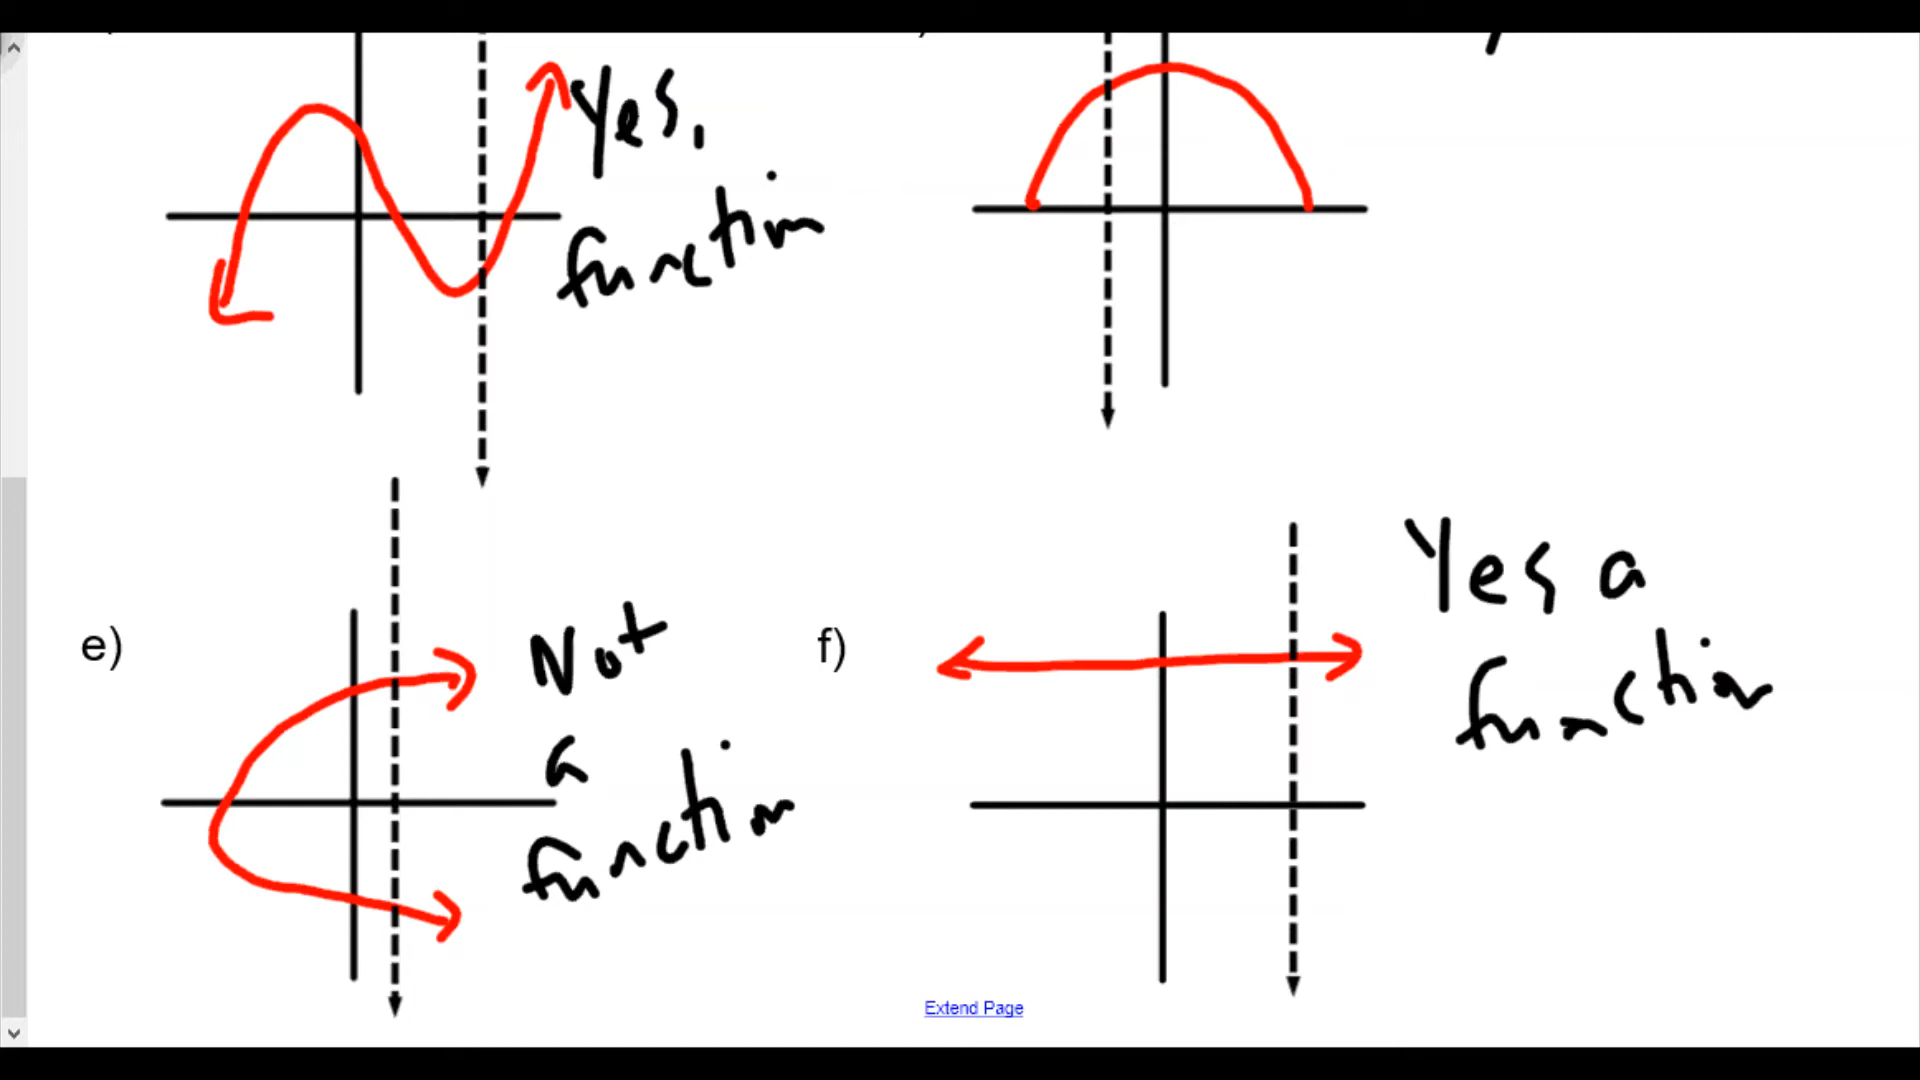 Yes,
function
e)
Not
a
function
f)
Yes a
function
Extend Page